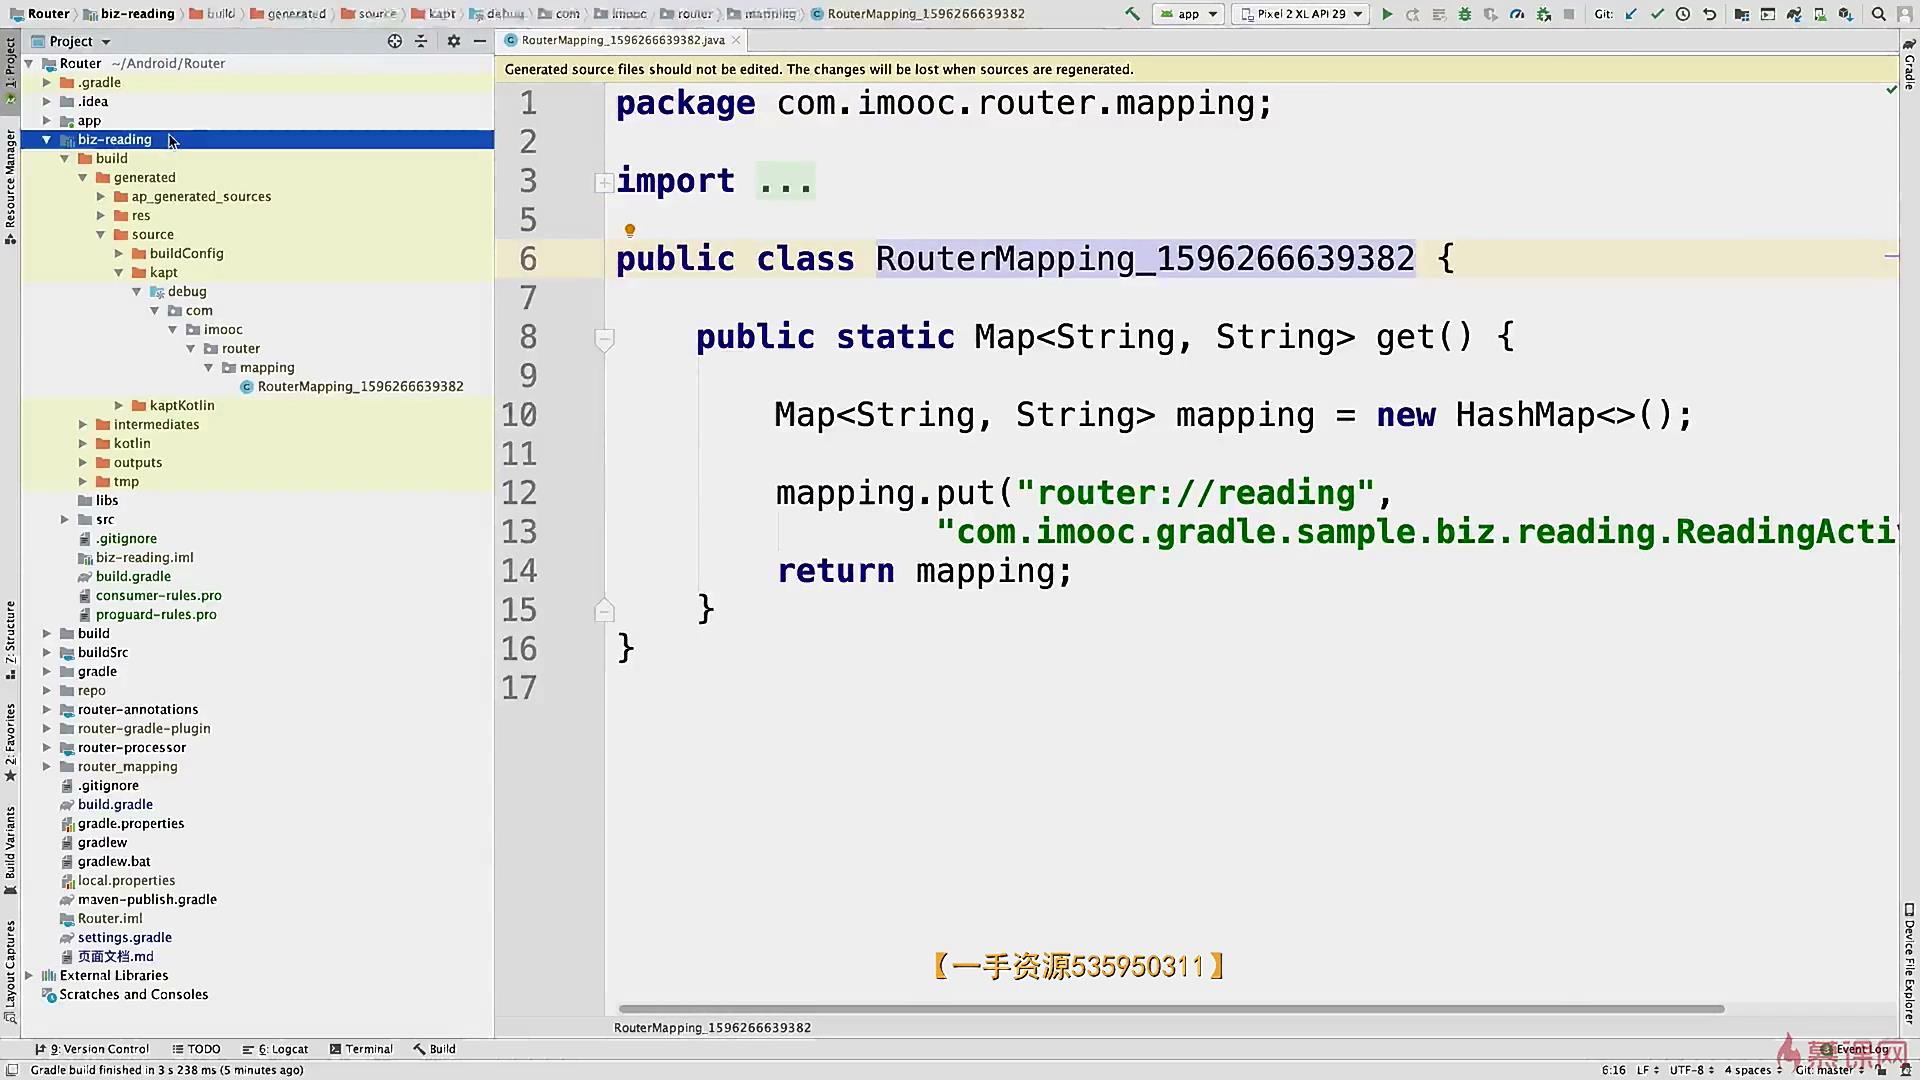 Router biz-reading build generated source kapt debug com imooc router mapping RouterMapping_1596266639382 app Pixel 2 XL API 29 Git:
Project
RouterMapping_1596266639382.java
Generated source files should not be edited. The changes will be lost when sources are regenerated.
Router ~/Android/Router
.gradle
.idea
app
biz-reading
build
generated
ap_generated_sources
res
source
buildConfig
kapt
debug
com
imooc
router
mapping
RouterMapping_1596266639382
kaptKotlin
intermediates
kotlin
outputs
tmp
libs
src
.gitignore
biz-reading.iml
build.gradle
consumer-rules.pro
proguard-rules.pro
build
buildSrc
gradle
repo
router-annotations
router-gradle-plugin
router-processor
router_mapping
.gitignore
build.gradle
gradle.properties
gradlew
gradlew.bat
local.properties
maven-publish.gradle
Router.iml
settings.gradle
页面文档.md
External Libraries
Scratches and Consoles
1 package com.imooc.router.mapping;
2
3 import ...
5
6 public class RouterMapping_1596266639382 {
7
8 public static Map<String, String> get() {
9
10 Map<String, String> mapping = new HashMap<>();
11
12 mapping.put("router://reading",
13 "com.imooc.gradle.sample.biz.reading.ReadingActi
14 return mapping;
15 }
16 }
17
【一手资源535950311】
RouterMapping_1596266639382
1: Project
Resource Manager
7: Structure
2: Favorites
Build Variants
Layout Captures
Gradle
Device File Explorer
9: Version Control TODO 6: Logcat Terminal Build Event Log
慕课网
Gradle build finished in 3 s 238 ms (5 minutes ago) 6:16 LF UTF-8 4 spaces Git: master